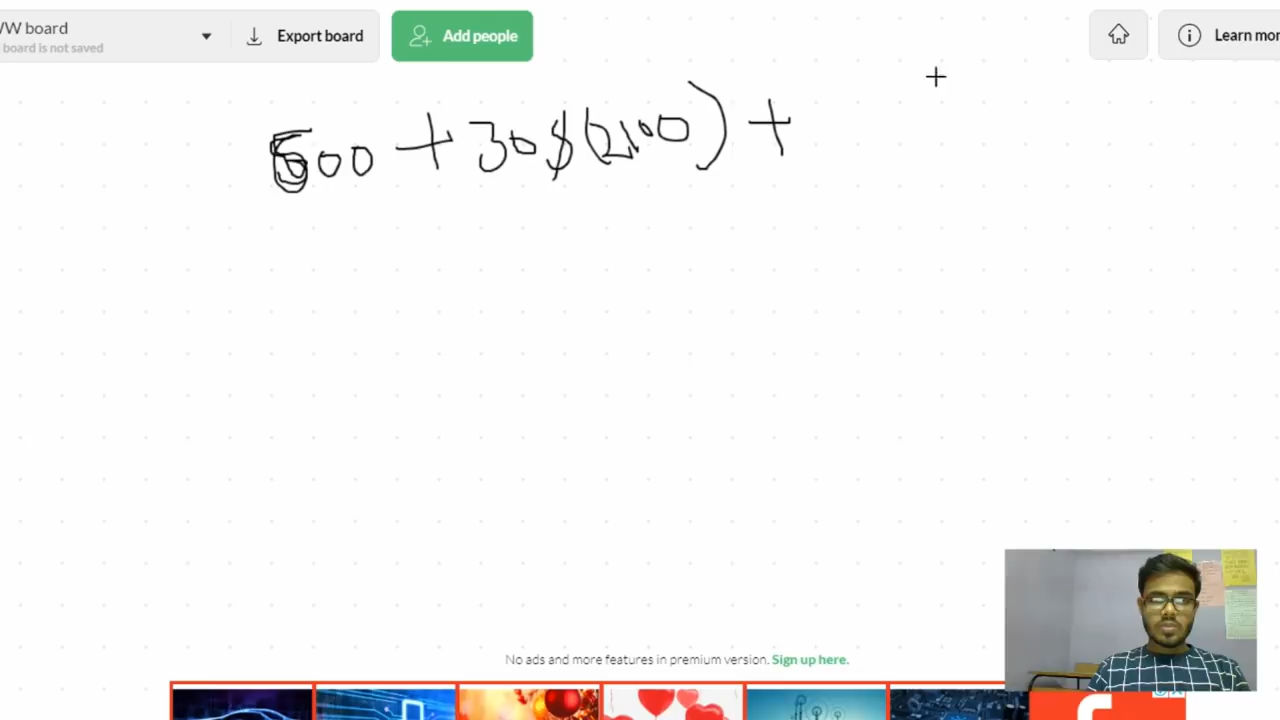 WW board
board is not saved
Export board
Add people
Learn mor
500 + 30$(2100) +
No ads and more features in premium version. Sign up here.